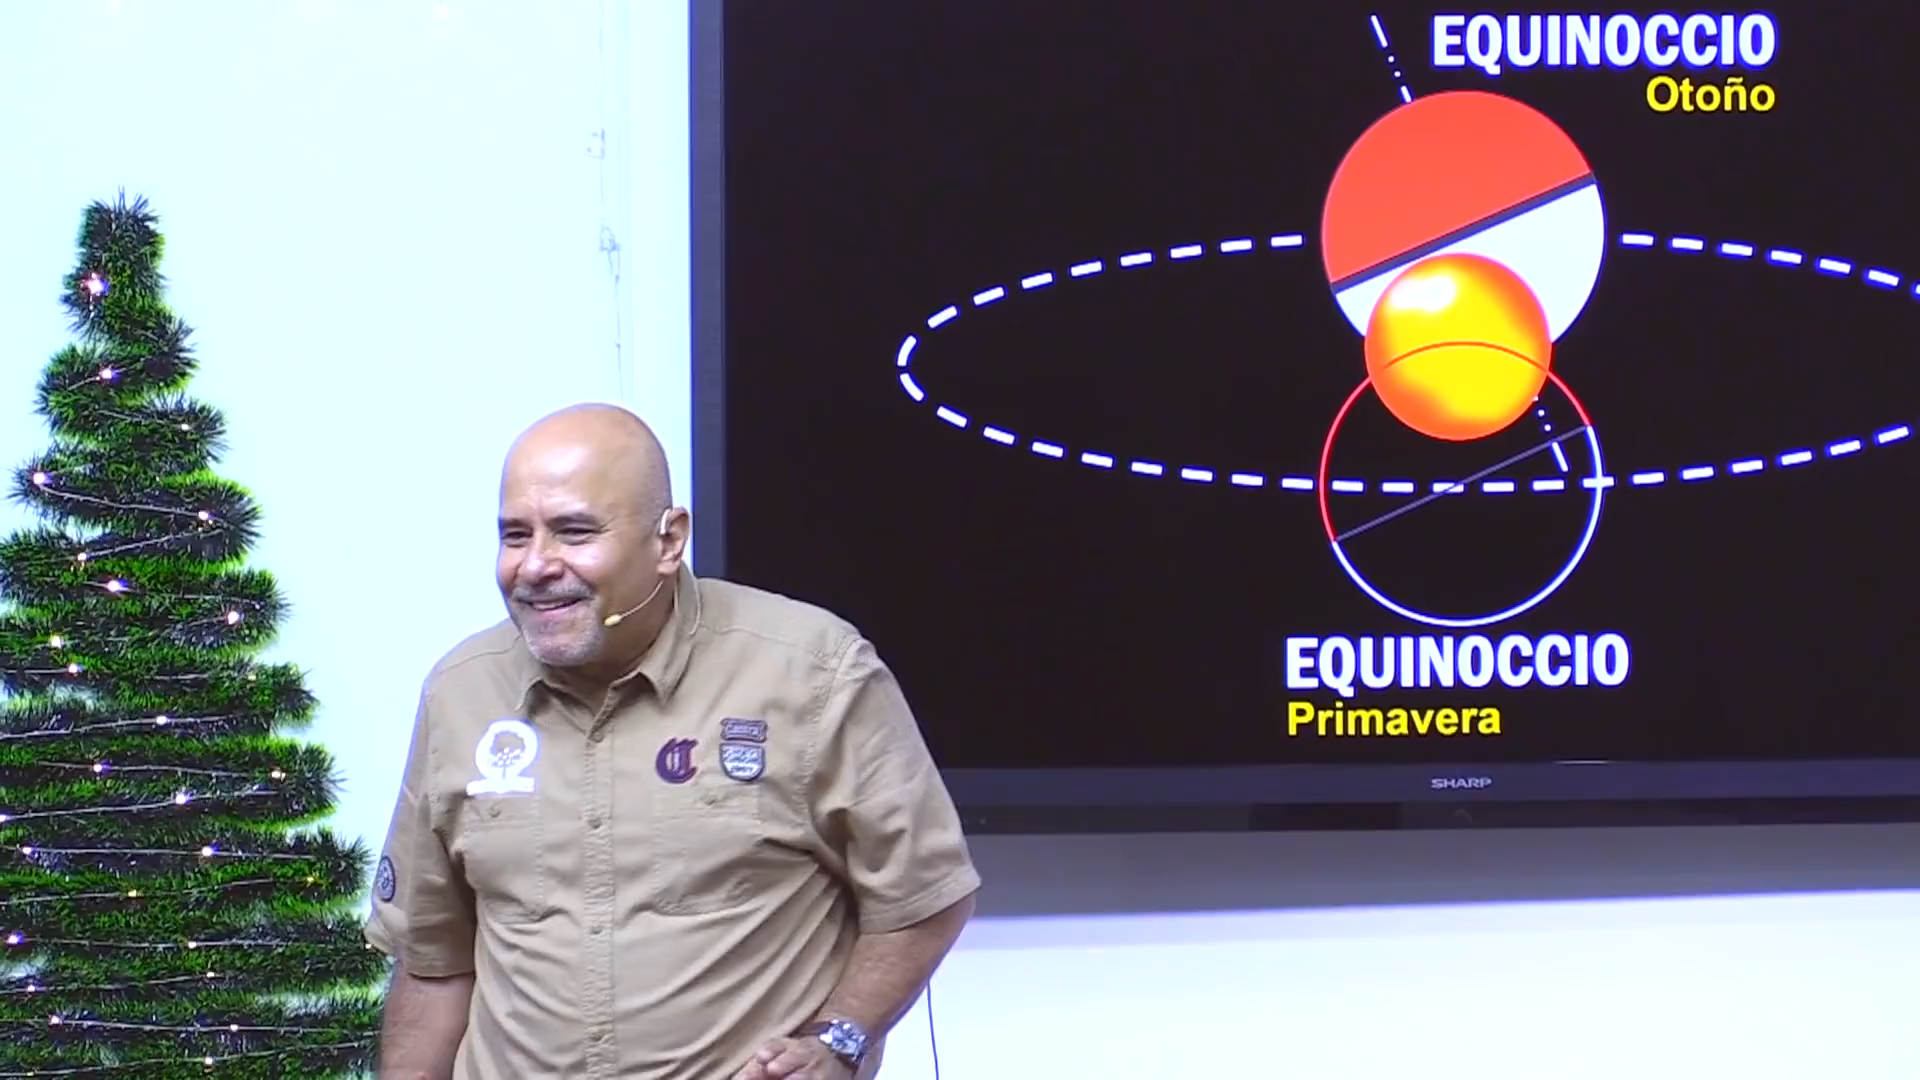 EQUINOCCIO
Otoño
EQUINOCCIO
Primavera
SHARP